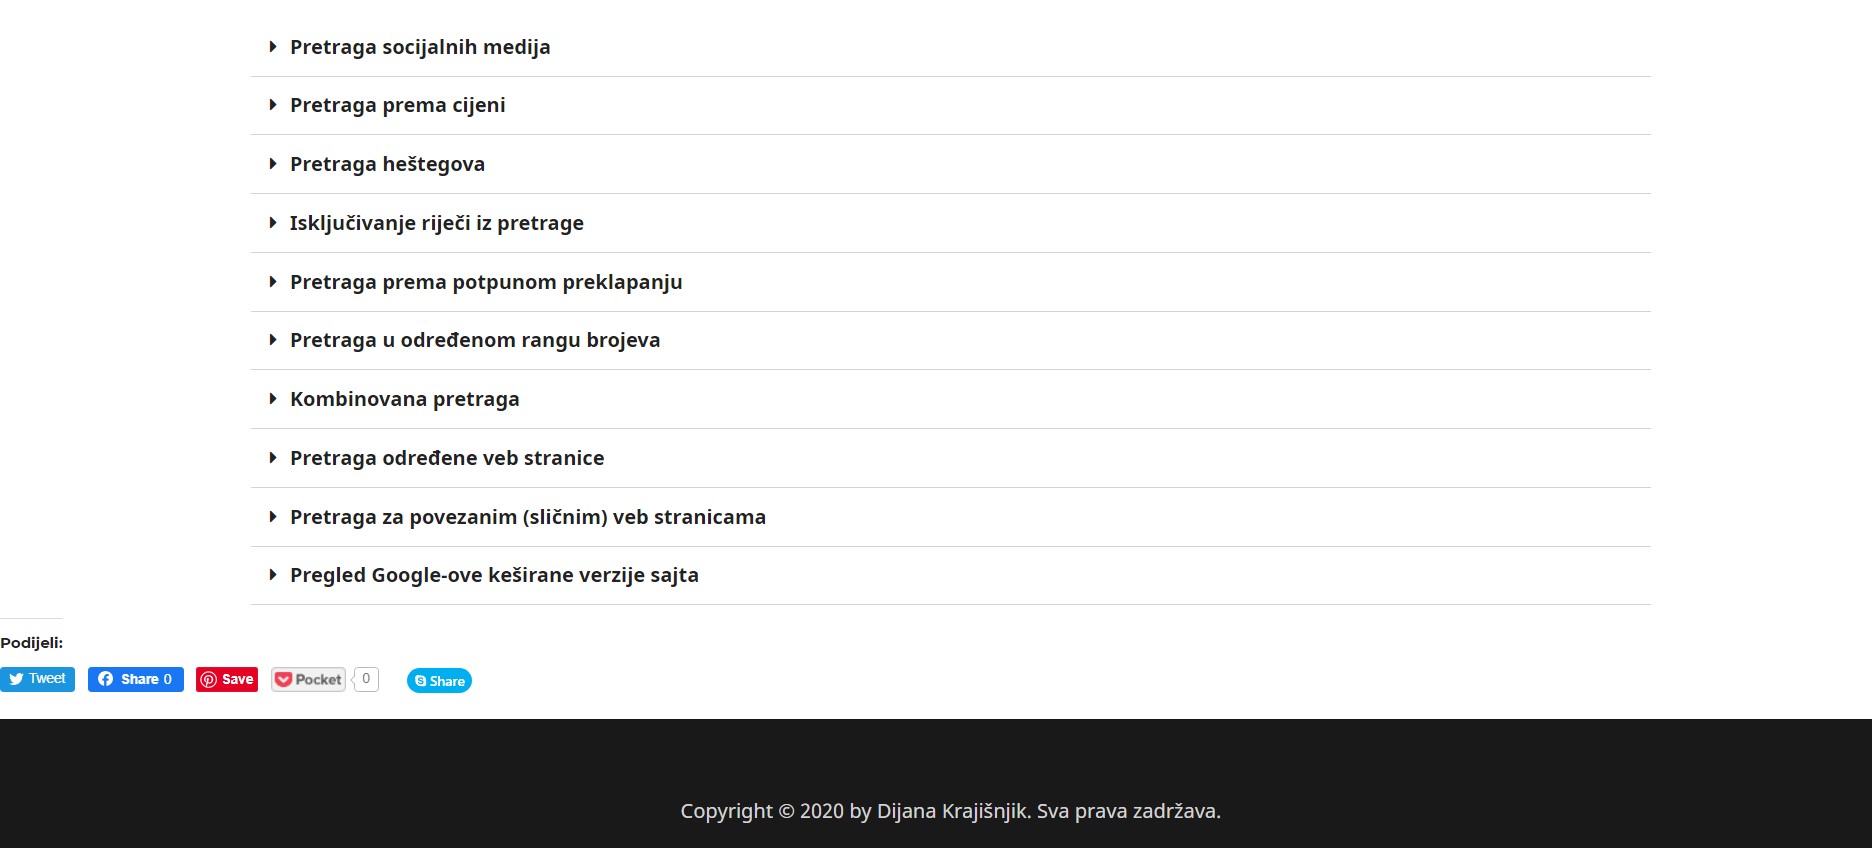 Pretraga socijalnih medija
Pretraga prema cijeni
Pretraga heštegova
Isključivanje riječi iz pretrage
Pretraga prema potpunom preklapanju
Pretraga u određenom rangu brojeva
Kombinovana pretraga
Pretraga određene veb stranice
Pretraga za povezanim (sličnim) veb stranicama
Pregled Google-ove keširane verzije sajta
Podijeli:
Tweet Share 0 Save Pocket 0 Share
Copyright © 2020 by Dijana Krajišnjik. Sva prava zadržava.